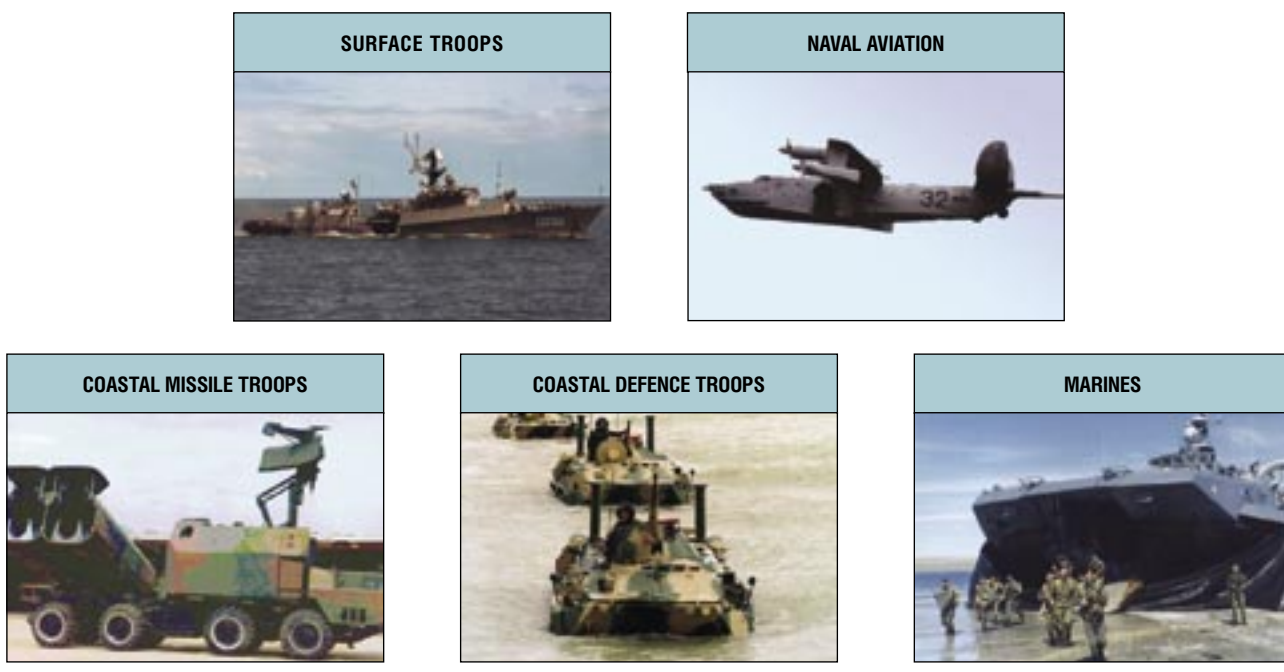 SURFACE TROOPS
NAVAL AVIATION
32
COASTAL MISSILE TROOPS
COASTAL DEFENCE TROOPS
MARINES